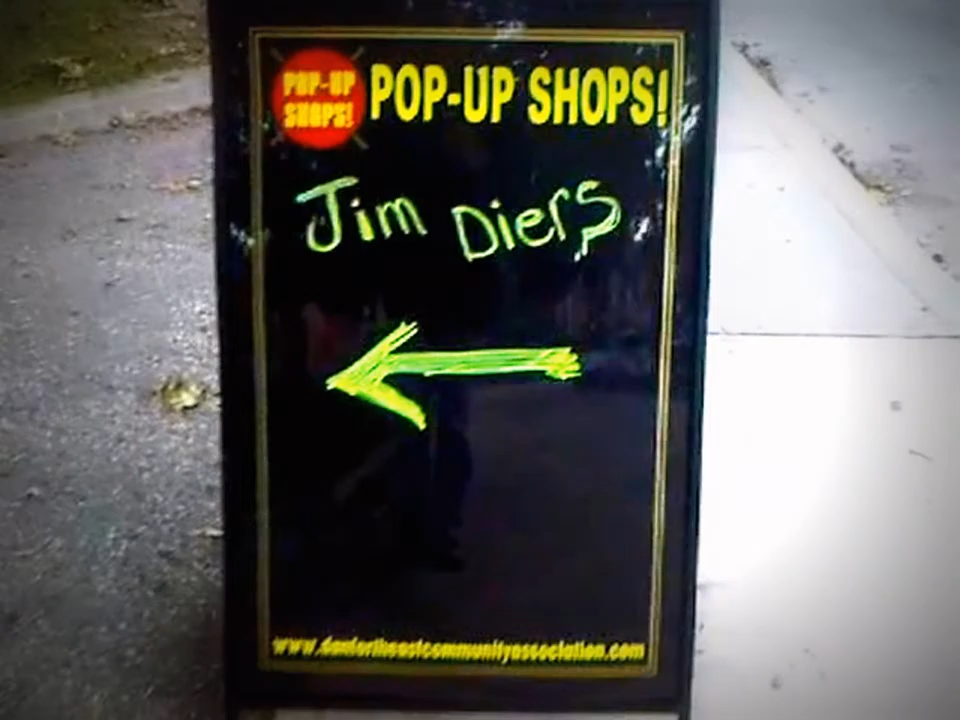 POP-UP
SHOPS!
POP-UP SHOPS!
Jim Diers
www.danfortheastcommunityassociation.com